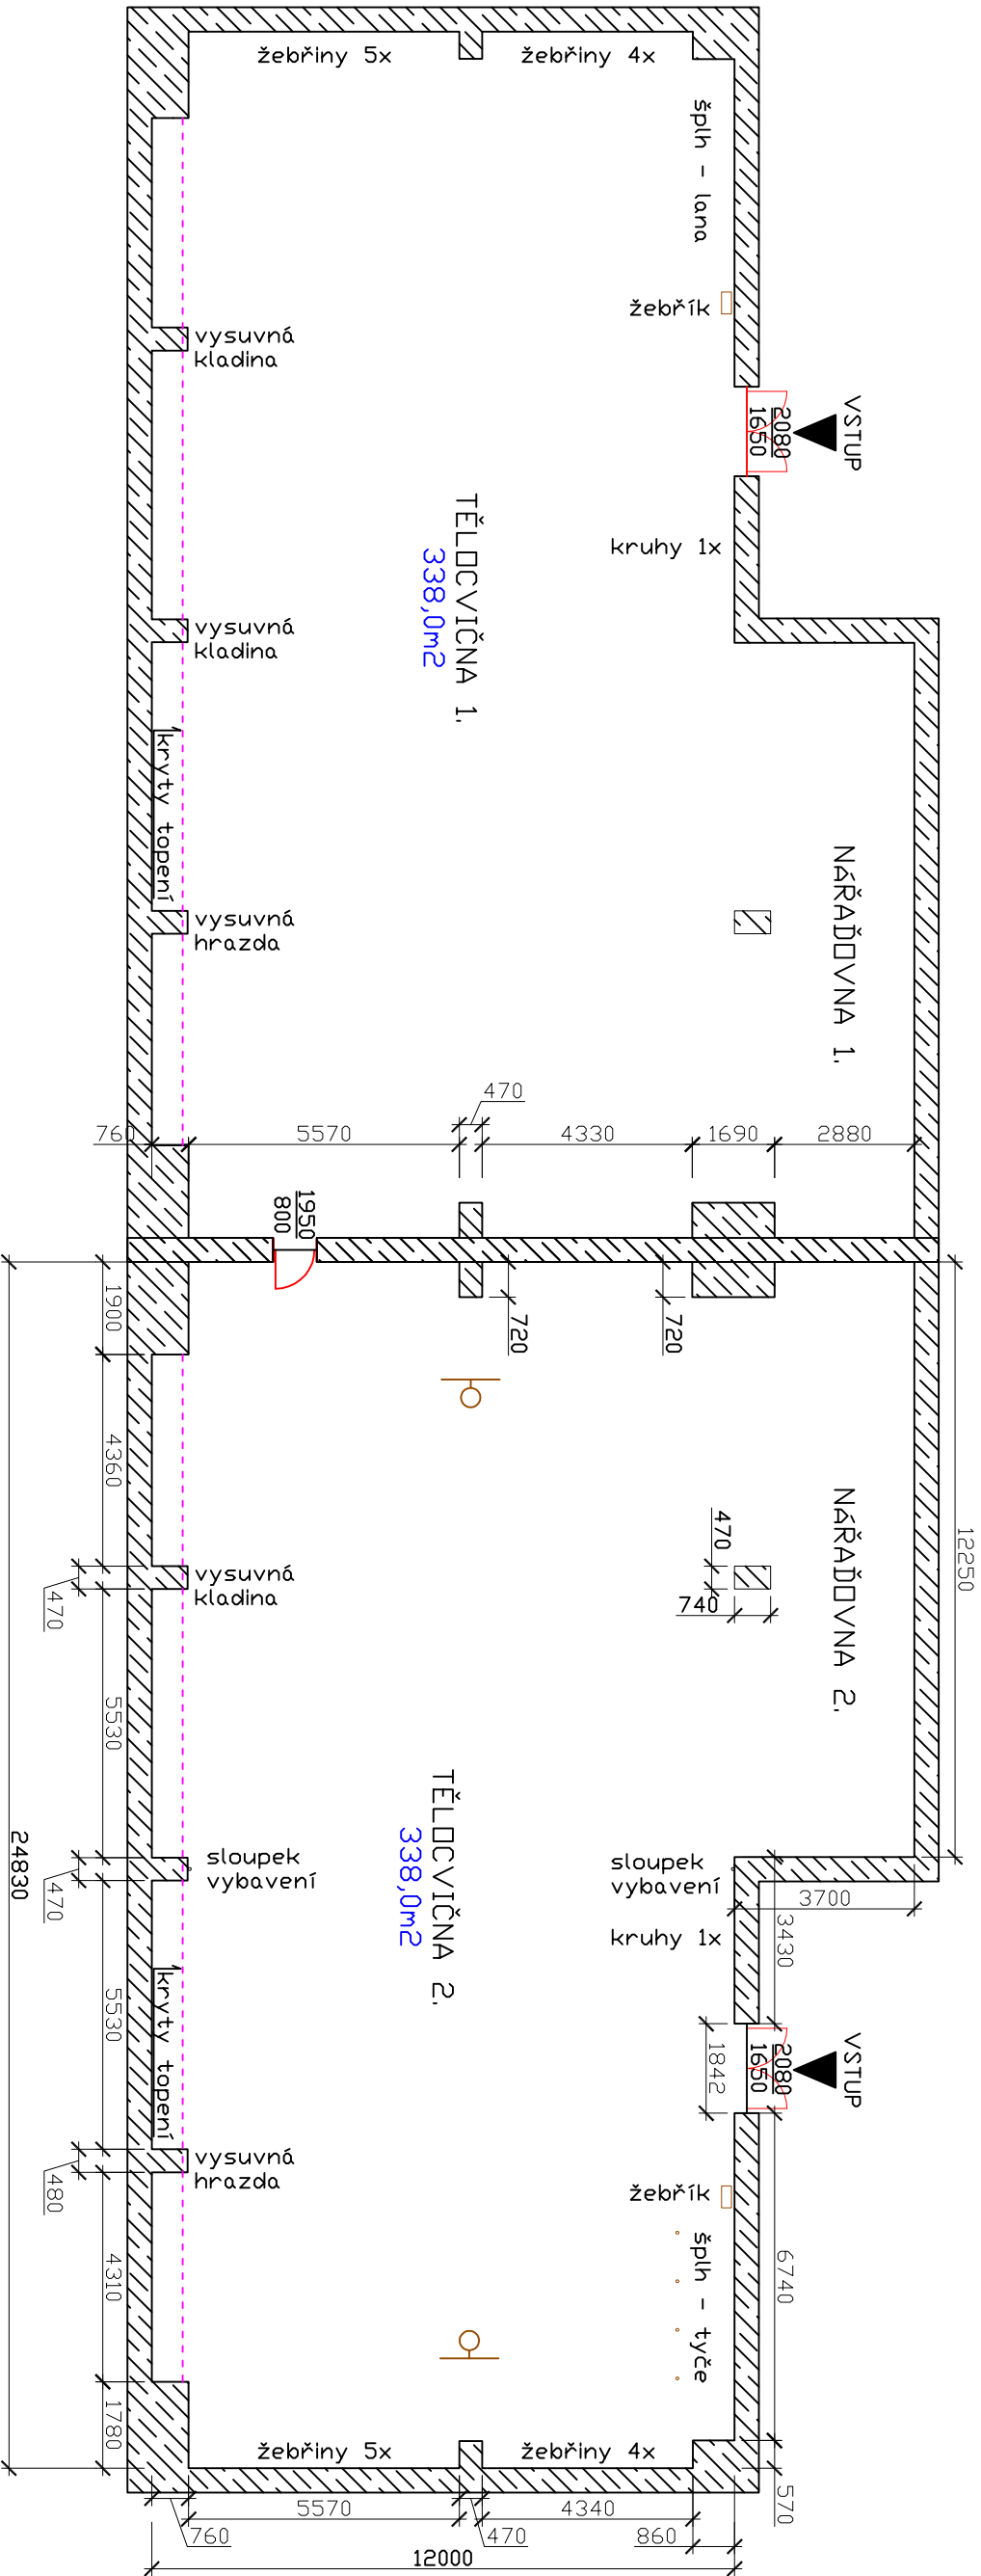 žebřiny 5x
žebřiny 4x
šplh - lana
žebřík
vysuvná
kladina
VSTUP
2080
1650
kruhy 1x
TĚLOCVIČNA 1.
338,0m2
vysuvná
kladina
kryty topení
NÁŘAĎOVNA 1.
vysuvná
hrazda
470
760
5570
4330
1690
2880
1950
800
1900
720
720
12250
4360
470
740
NÁŘAĎOVNA 2.
vysuvná
kladina
470
5530
TĚLOCVIČNA 2.
338,0m2
24830
sloupek
vybavení
sloupek
vybavení
470
3700
3430
kruhy 1x
kryty topení
5530
1842
VSTUP
2080
1650
vysuvná
hrazda
480
žebřík
šplh - tyče
6740
4310
1780
žebřiny 5x
žebřiny 4x
570
5570
4340
760
470
860
12000